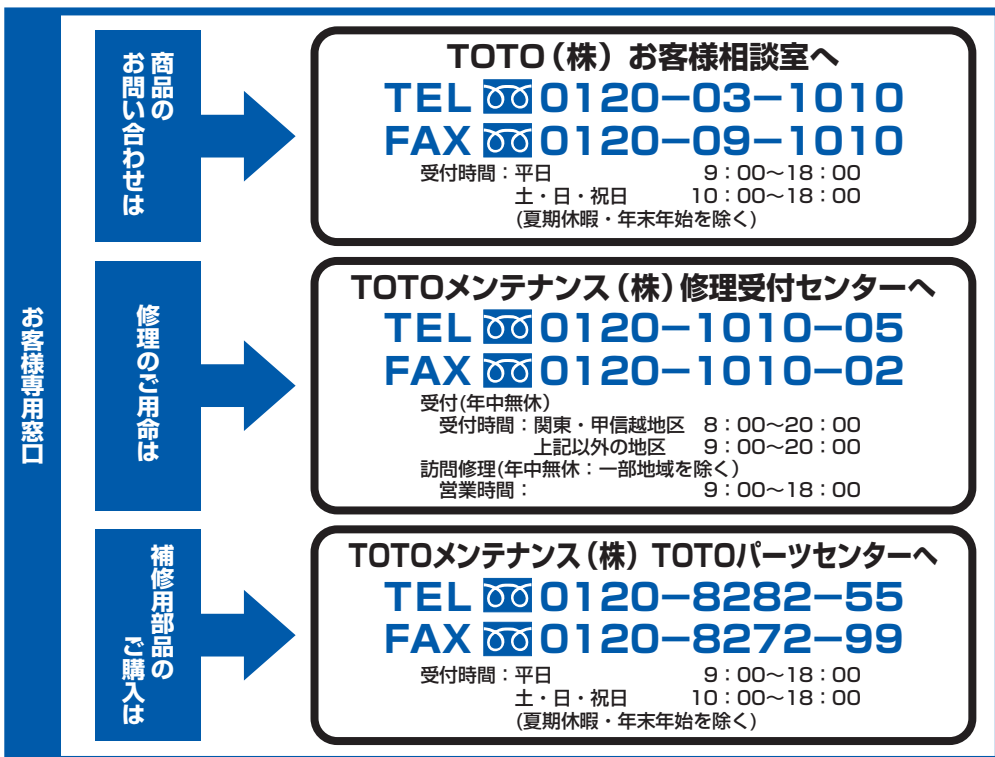 お客様専用窓口
商品の
お問い合わせは
TOTO(株) お客様相談室へ
TEL 0120-03-1010
FAX 0120-09-1010
受付時間:平日 9:00~18:00
土・日・祝日 10:00~18:00
(夏期休暇・年末年始を除く)
修理のご用命は
TOTOメンテナンス(株)修理受付センターへ
TEL 0120-1010-05
FAX 0120-1010-02
受付(年中無休)
受付時間:関東・甲信越地区 8:00~20:00
上記以外の地区 9:00~20:00
訪問修理(年中無休:一部地域を除く)
営業時間: 9:00~18:00
補修用部品の
ご購入は
TOTOメンテナンス(株) TOTOパーツセンターへ
TEL 0120-8282-55
FAX 0120-8272-99
受付時間:平日 9:00~18:00
土・日・祝日 10:00~18:00
(夏期休暇・年末年始を除く)